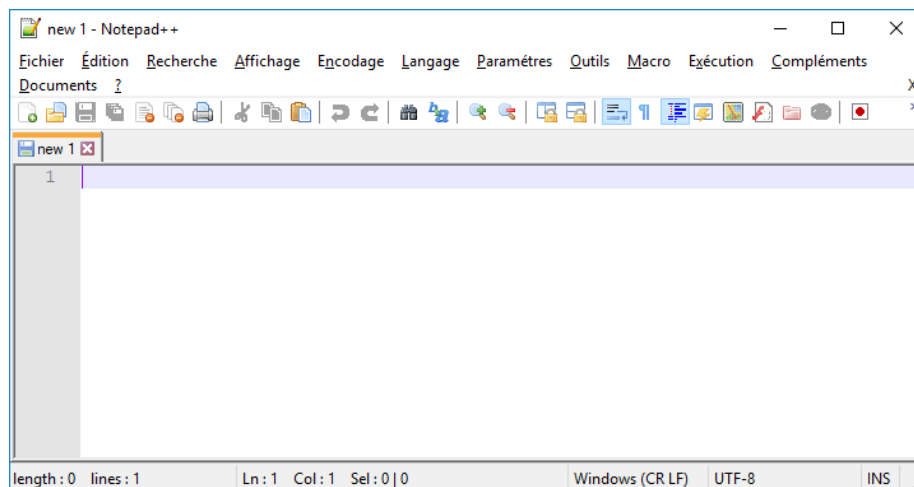 new 1 - Notepad++
Fichier Édition Recherche Affichage Encodage Langage Paramétres Outils Macro Exécution Compléments
Documents ? X
new 1
1
length : 0 lines : 1 Ln : 1 Col : 1 Sel : 0 | 0 Windows (CR LF) UTF-8 INS